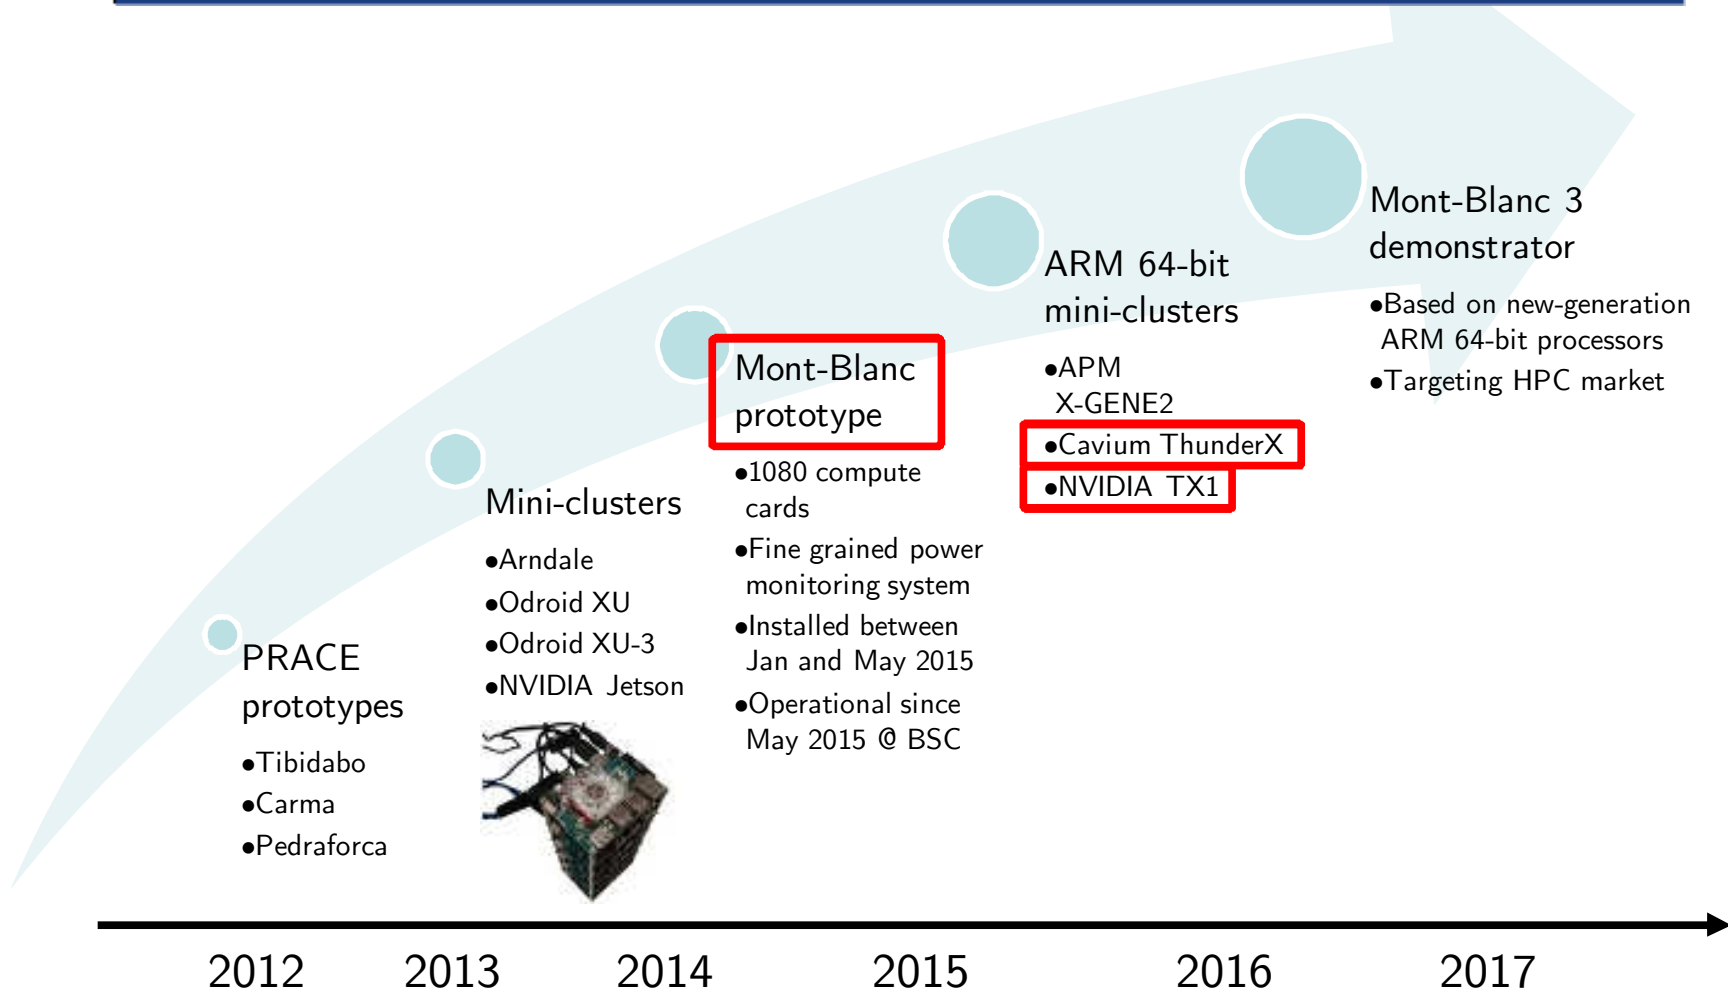 PRACE
prototypes
●Tibidabo
●Carma
●Pedraforca
Mini-clusters
●Arndale
●Odroid XU
●Odroid XU-3
●NVIDIA Jetson
Mont-Blanc
prototype
●1080 compute
cards
●Fine grained power
monitoring system
●Installed between
Jan and May 2015
●Operational since
May 2015 @ BSC
ARM 64-bit
mini-clusters
●APM
X-GENE2
●Cavium ThunderX
●NVIDIA TX1
Mont-Blanc 3
demonstrator
●Based on new-generation
ARM 64-bit processors
●Targeting HPC market
2012 2013 2014 2015 2016 2017